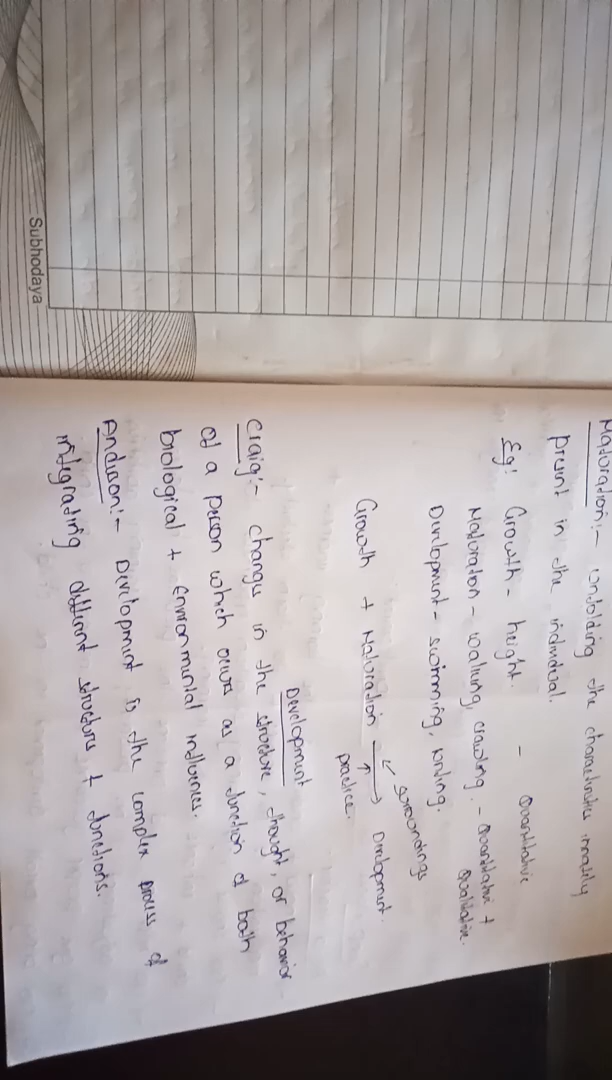 Maturation:- unfolding the characteristics innately
present in the individual.
Eg: Growth - height. - Quantitative
Maturation - walking, crawling. - Quantitative +
Qualitative.
Development - swimming, writing.
surroundings
Growth + Maturation → Development.
practice.
Development
Craig:- changes in the structure, thought, or behavior
of a person which occurs as a function of both
biological + environmental influences.
Anderson:- Development is the complex process of
integrating different structures + functions.
Subhodaya